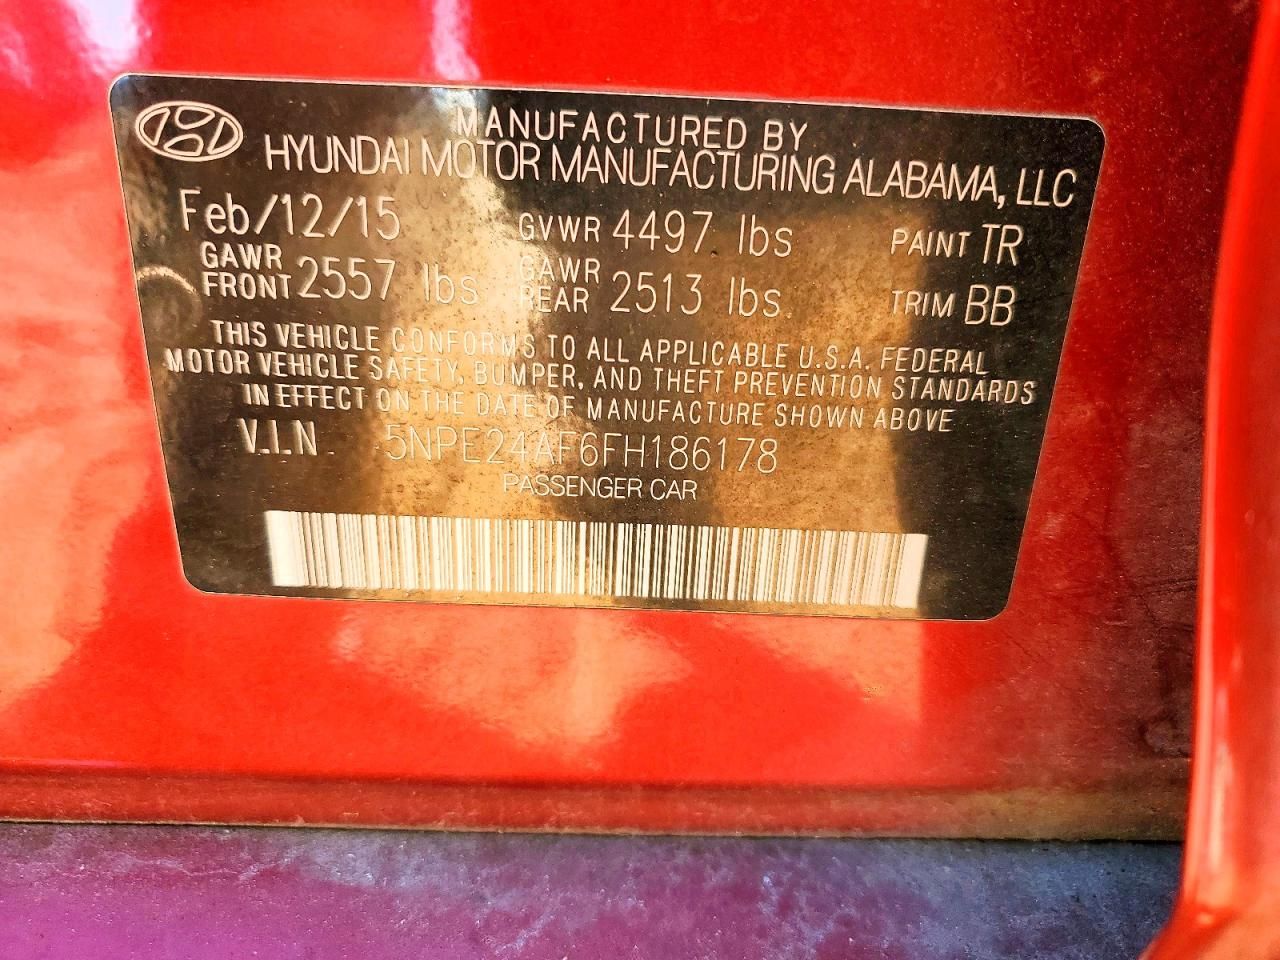 MANUFACTURED BY
HYUNDAI MOTOR MANUFACTURING ALABAMA, LLC
Feb/12/15 GVWR 4497 lbs PAINT TR
GAWR FRONT 2557 lbs GAWR REAR 2513 lbs. TRIM BB
THIS VEHICLE CONFORMS TO ALL APPLICABLE U.S.A. FEDERAL
MOTOR VEHICLE SAFETY, BUMPER, AND THEFT PREVENTION STANDARDS
IN EFFECT ON THE DATE OF MANUFACTURE SHOWN ABOVE
V.I.N 5NPE24AF6FH186178
PASSENGER CAR